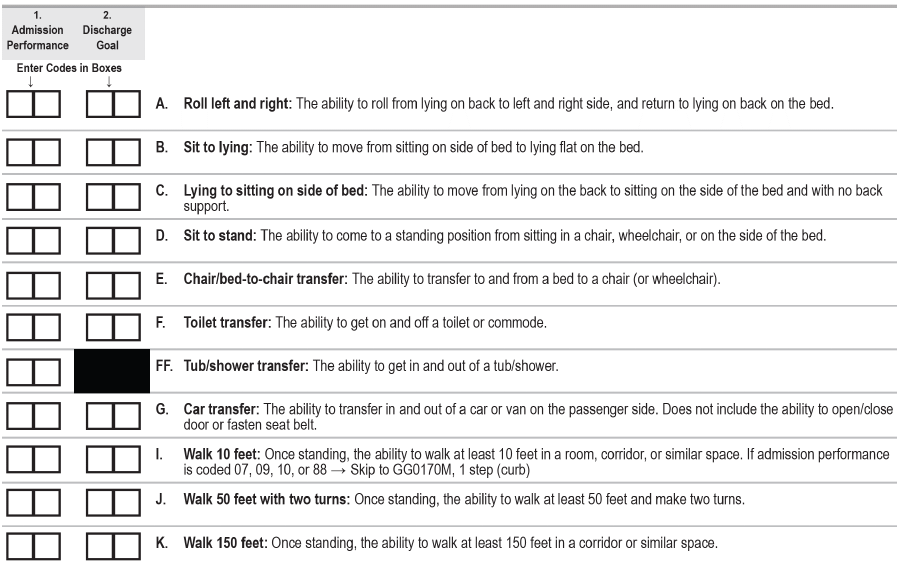 1.
Admission
Performance
2.
Discharge
Goal
Enter Codes in Boxes
↓ ↓
A. Roll left and right: The ability to roll from lying on back to left and right side, and return to lying on back on the bed.
B. Sit to lying: The ability to move from sitting on side of bed to lying flat on the bed.
C. Lying to sitting on side of bed: The ability to move from lying on the back to sitting on the side of the bed and with no back
support.
D. Sit to stand: The ability to come to a standing position from sitting in a chair, wheelchair, or on the side of the bed.
E. Chair/bed-to-chair transfer: The ability to transfer to and from a bed to a chair (or wheelchair).
F. Toilet transfer: The ability to get on and off a toilet or commode.
FF. Tub/shower transfer: The ability to get in and out of a tub/shower.
G. Car transfer: The ability to transfer in and out of a car or van on the passenger side. Does not include the ability to open/close
door or fasten seat belt.
I. Walk 10 feet: Once standing, the ability to walk at least 10 feet in a room, corridor, or similar space. If admission performance
is coded 07, 09, 10, or 88 → Skip to GG0170M, 1 step (curb)
J. Walk 50 feet with two turns: Once standing, the ability to walk at least 50 feet and make two turns.
K. Walk 150 feet: Once standing, the ability to walk at least 150 feet in a corridor or similar space.